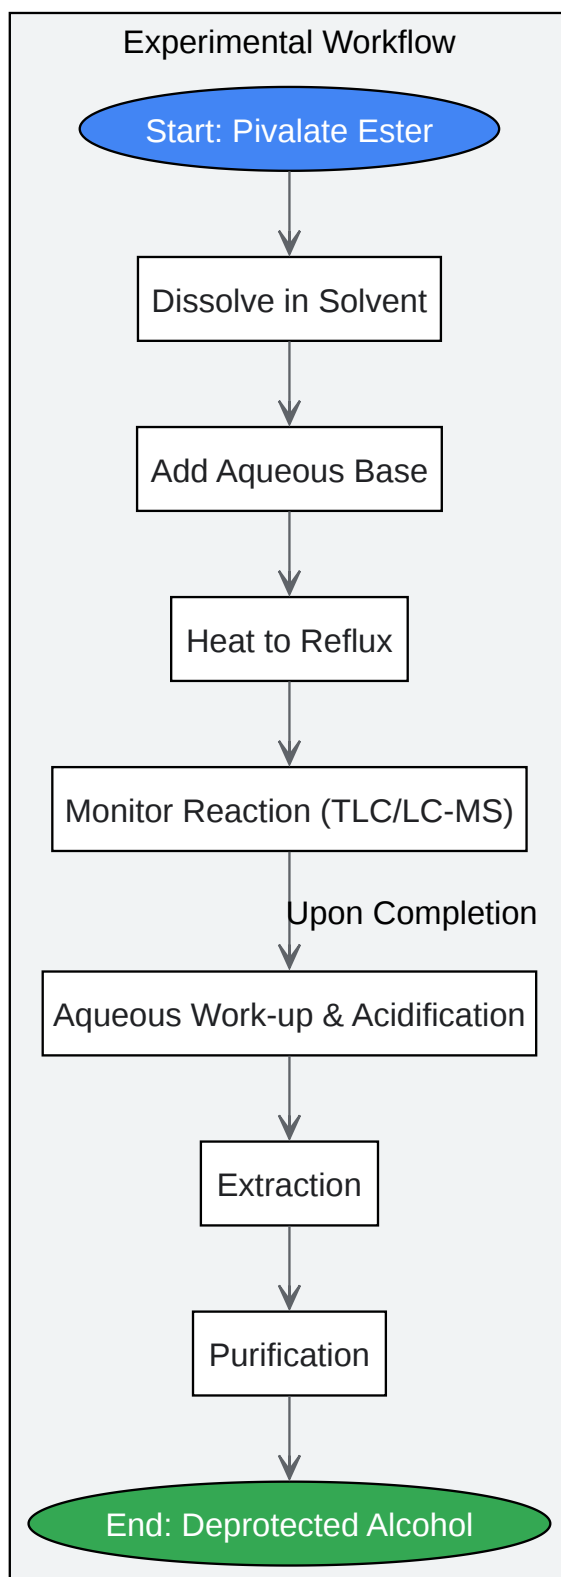 Experimental Workflow
Start: Pivalate Ester
Dissolve in Solvent
Add Aqueous Base
Heat to Reflux
Monitor Reaction (TLC/LC-MS)
Upon Completion
Aqueous Work-up & Acidification
Extraction
Purification
End: Deprotected Alcohol